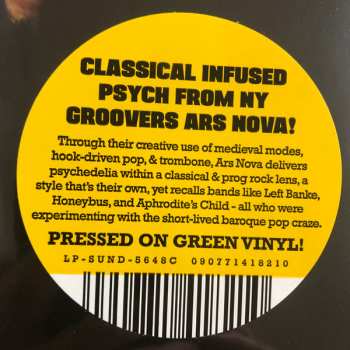 CLASSICAL INFUSED
PSYCH FROM NY
GROOVERS ARS NOVA!
Through their creative use of medieval modes,
hook-driven pop, & trombone, Ars Nova delivers
psychedelia within a classical & prog rock lens, a
style that's their own, yet recalls bands like Left Banke,
Honeybus, and Aphrodite's Child - all who were
experimenting with the short-lived baroque pop craze.
PRESSED ON GREEN VINYL!
LP-SUND-5648C 090771418210